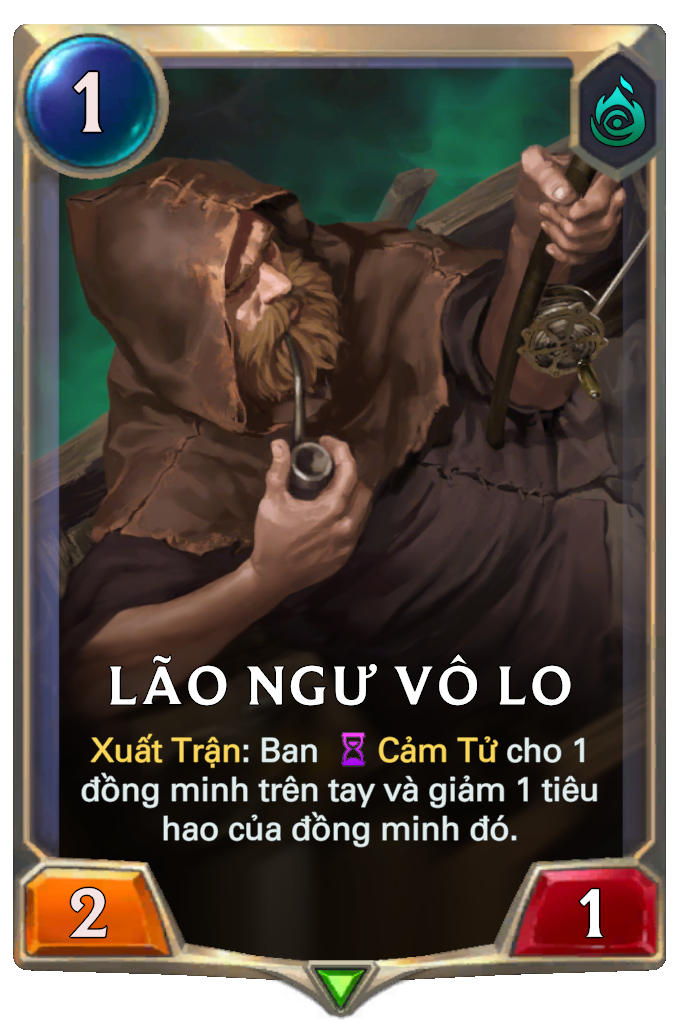 1
LÃO NGƯ VÔ LO
Xuất Trận: Ban Cảm Tử cho 1
đồng minh trên tay và giảm 1 tiêu
hao của đồng minh đó.
2
1